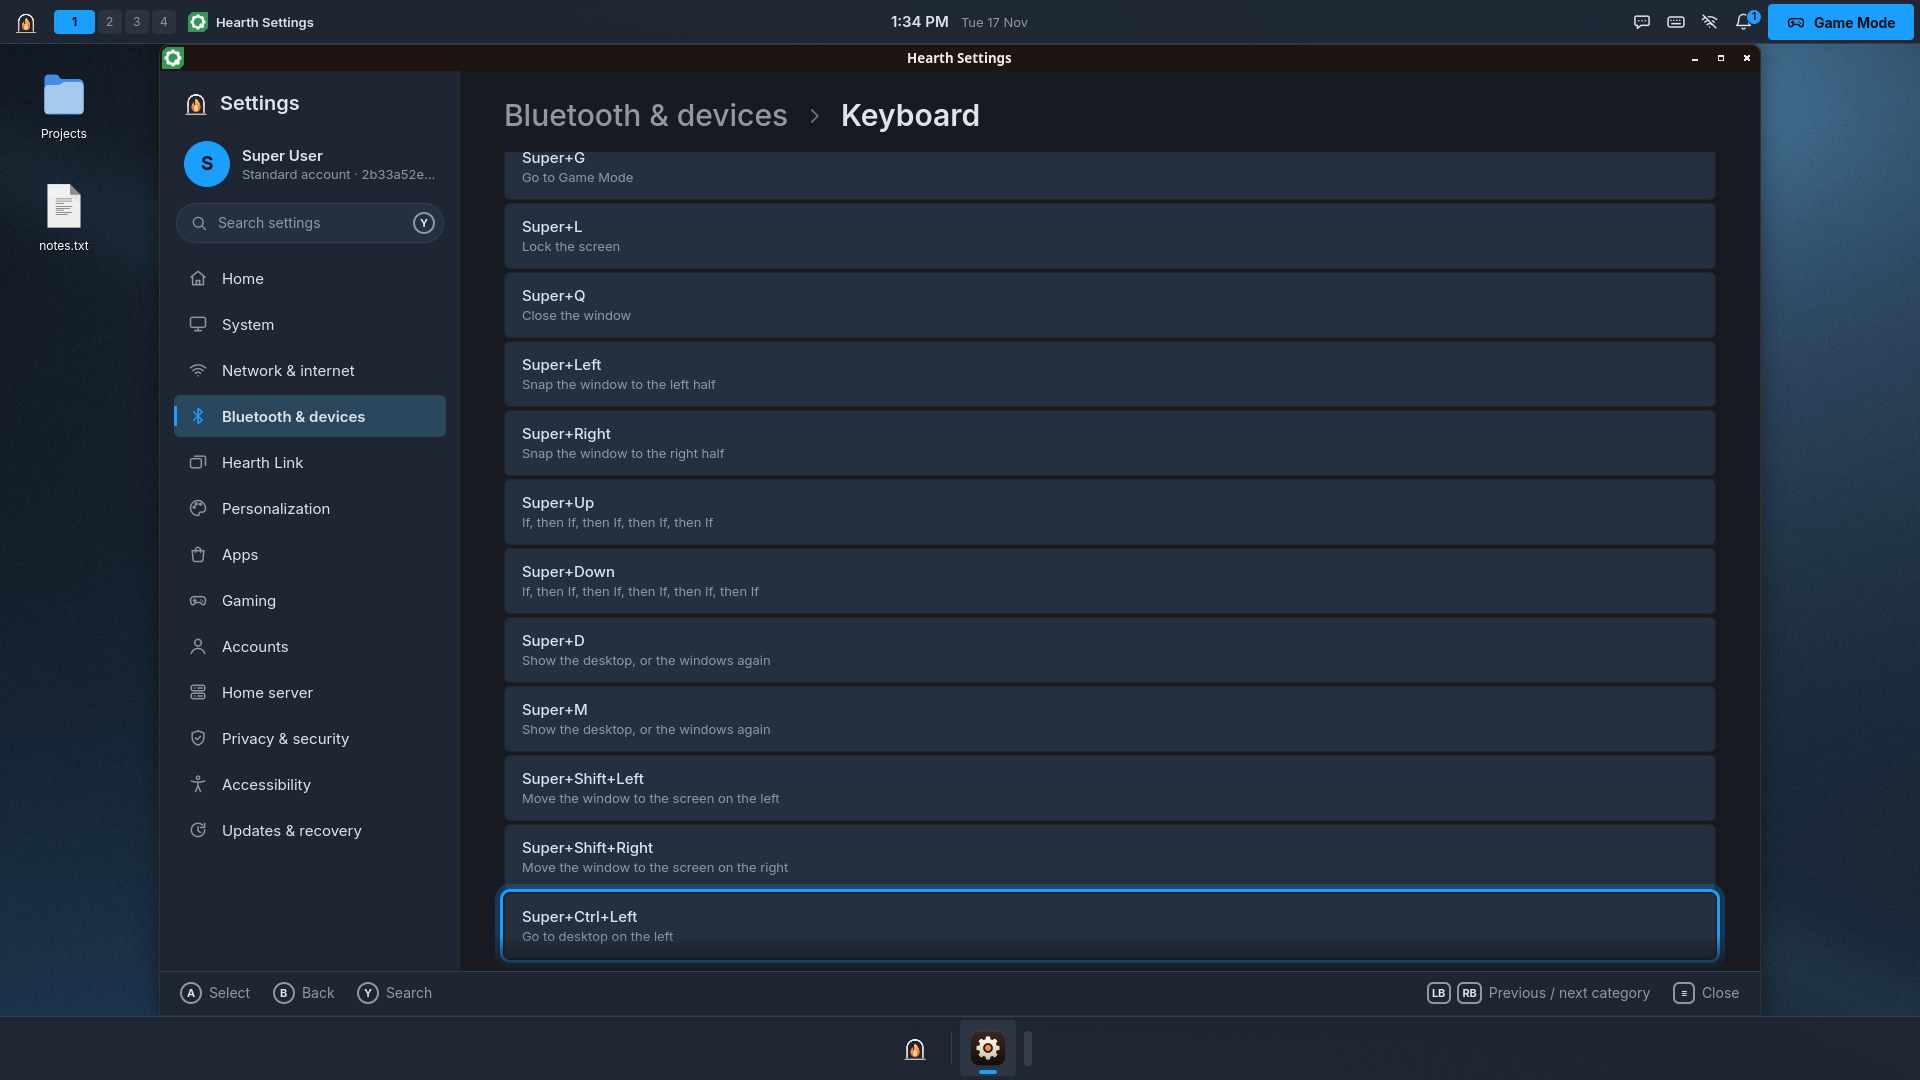 1 2 3 4 Hearth Settings 1:34 PM Tue 17 Nov 1 Game Mode
Hearth Settings
Projects
notes.txt
Settings
S Super User
Standard account · 2b33a52e...
Search settings Y
Home
System
Network & internet
Bluetooth & devices
Hearth Link
Personalization
Apps
Gaming
Accounts
Home server
Privacy & security
Accessibility
Updates & recovery
Bluetooth & devices > Keyboard
Super+G
Go to Game Mode
Super+L
Lock the screen
Super+Q
Close the window
Super+Left
Snap the window to the left half
Super+Right
Snap the window to the right half
Super+Up
If, then If, then If, then If, then If
Super+Down
If, then If, then If, then If, then If, then If
Super+D
Show the desktop, or the windows again
Super+M
Show the desktop, or the windows again
Super+Shift+Left
Move the window to the screen on the left
Super+Shift+Right
Move the window to the screen on the right
Super+Ctrl+Left
Go to desktop on the left
A Select B Back Y Search LB RB Previous / next category Close